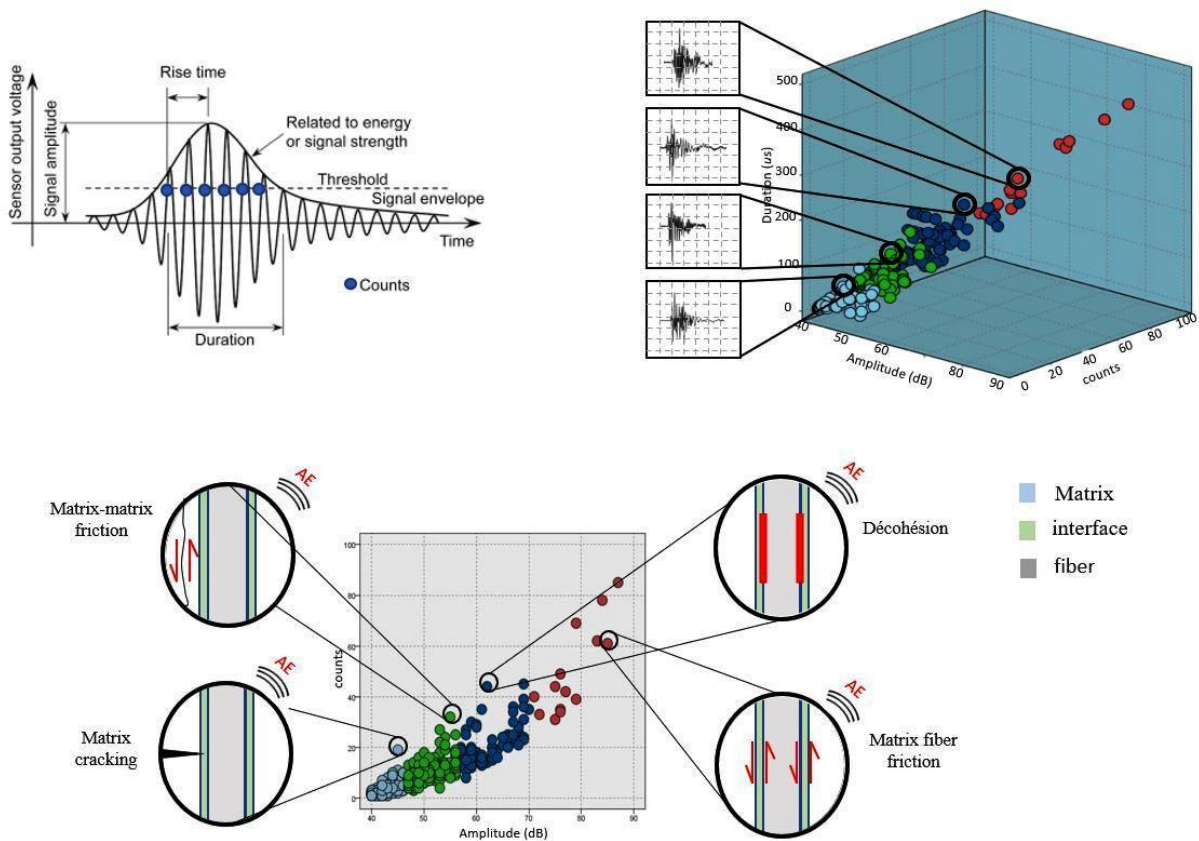 Rise time
Sensor output voltage
Signal amplitude
Related to energy
or signal strength
Threshold
Signal envelope
Time
Counts
Duration
500
400
300
200
100
0
Duration (us)
40
50
60
80
90
Amplitude (dB)
0
20
40
60
80
100
counts
Matrix-matrix
friction
AE
Matrix
cracking
AE
100
80
60
40
20
0
counts
40
50
60
70
80
90
Amplitude (dB)
AE
Décohésion
AE
Matrix fiber
friction
Matrix
interface
fiber